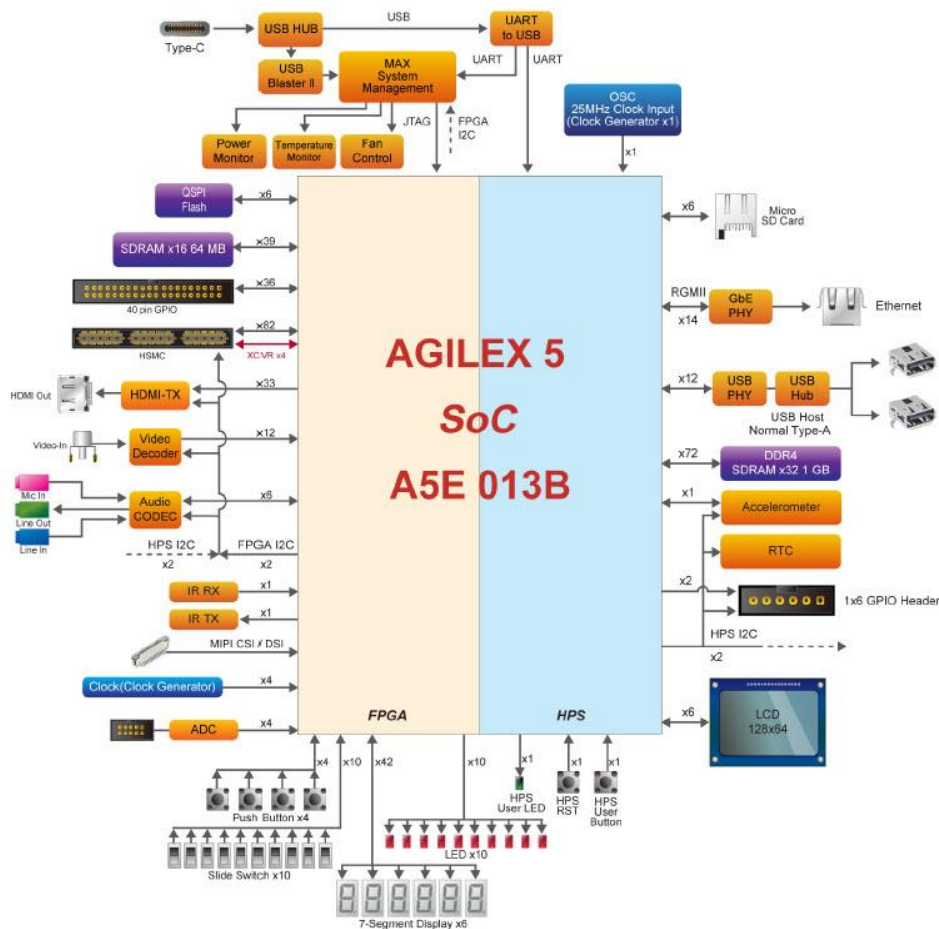 Type-C
USB HUB
USB
UART
to USB
USB
Blaster II
MAX
System
Management
UART
UART
OSC
25MHz Clock Input
(Clock Generator x1)
JTAG
FPGA
I2C
x1
Power
Monitor
Temperature
Monitor
Fan
Control
QSPI
Flash
x6
SDRAM x16 64 MB
x39
40 pin GPIO
x36
HSMC
x82
XCVR x4
HDMI Out
HDMI-TX
x33
Video-In
Video
Decoder
x12
Mic In
Line Out
Line In
Audio
CODEC
x6
HPS I2C
x2
FPGA I2C
x2
IR RX
x1
IR TX
x1
MIPI CSI / DSI
Clock(Clock Generator)
x4
ADC
x4
AGILEX 5
SoC
A5E 013B
FPGA
HPS
x6
Micro
SD Card
RGMII
x14
GbE
PHY
Ethernet
x12
USB
PHY
USB
Hub
USB Host
Normal Type-A
x72
DDR4
SDRAM x32 1 GB
x1
Accelerometer
RTC
x2
1x6 GPIO Header
HPS I2C
x2
x6
LCD
128x64
x4
x10
x42
x10
x1
x1
x1
Push Button x4
HPS
User LED
HPS
RST
HPS
User
Button
Slide Switch x10
LED x10
7-Segment Display x6